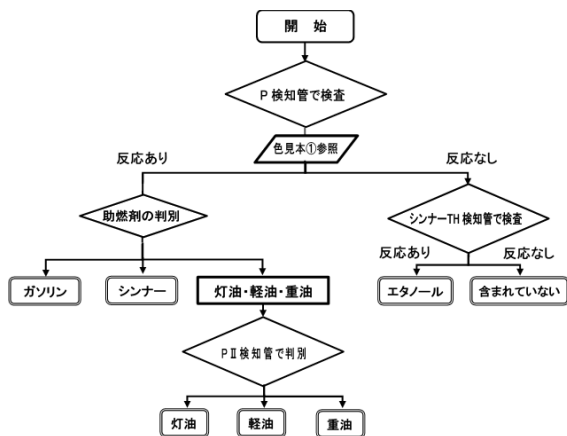 開 始
P 検知管で検査
色見本①参照
反応あり
反応なし
助燃剤の判別
シンナーTH 検知管で検査
反応あり
反応なし
ガソリン
シンナー
灯油・軽油・重油
エタノール
含まれていない
PⅡ検知管で判別
灯油
軽油
重油